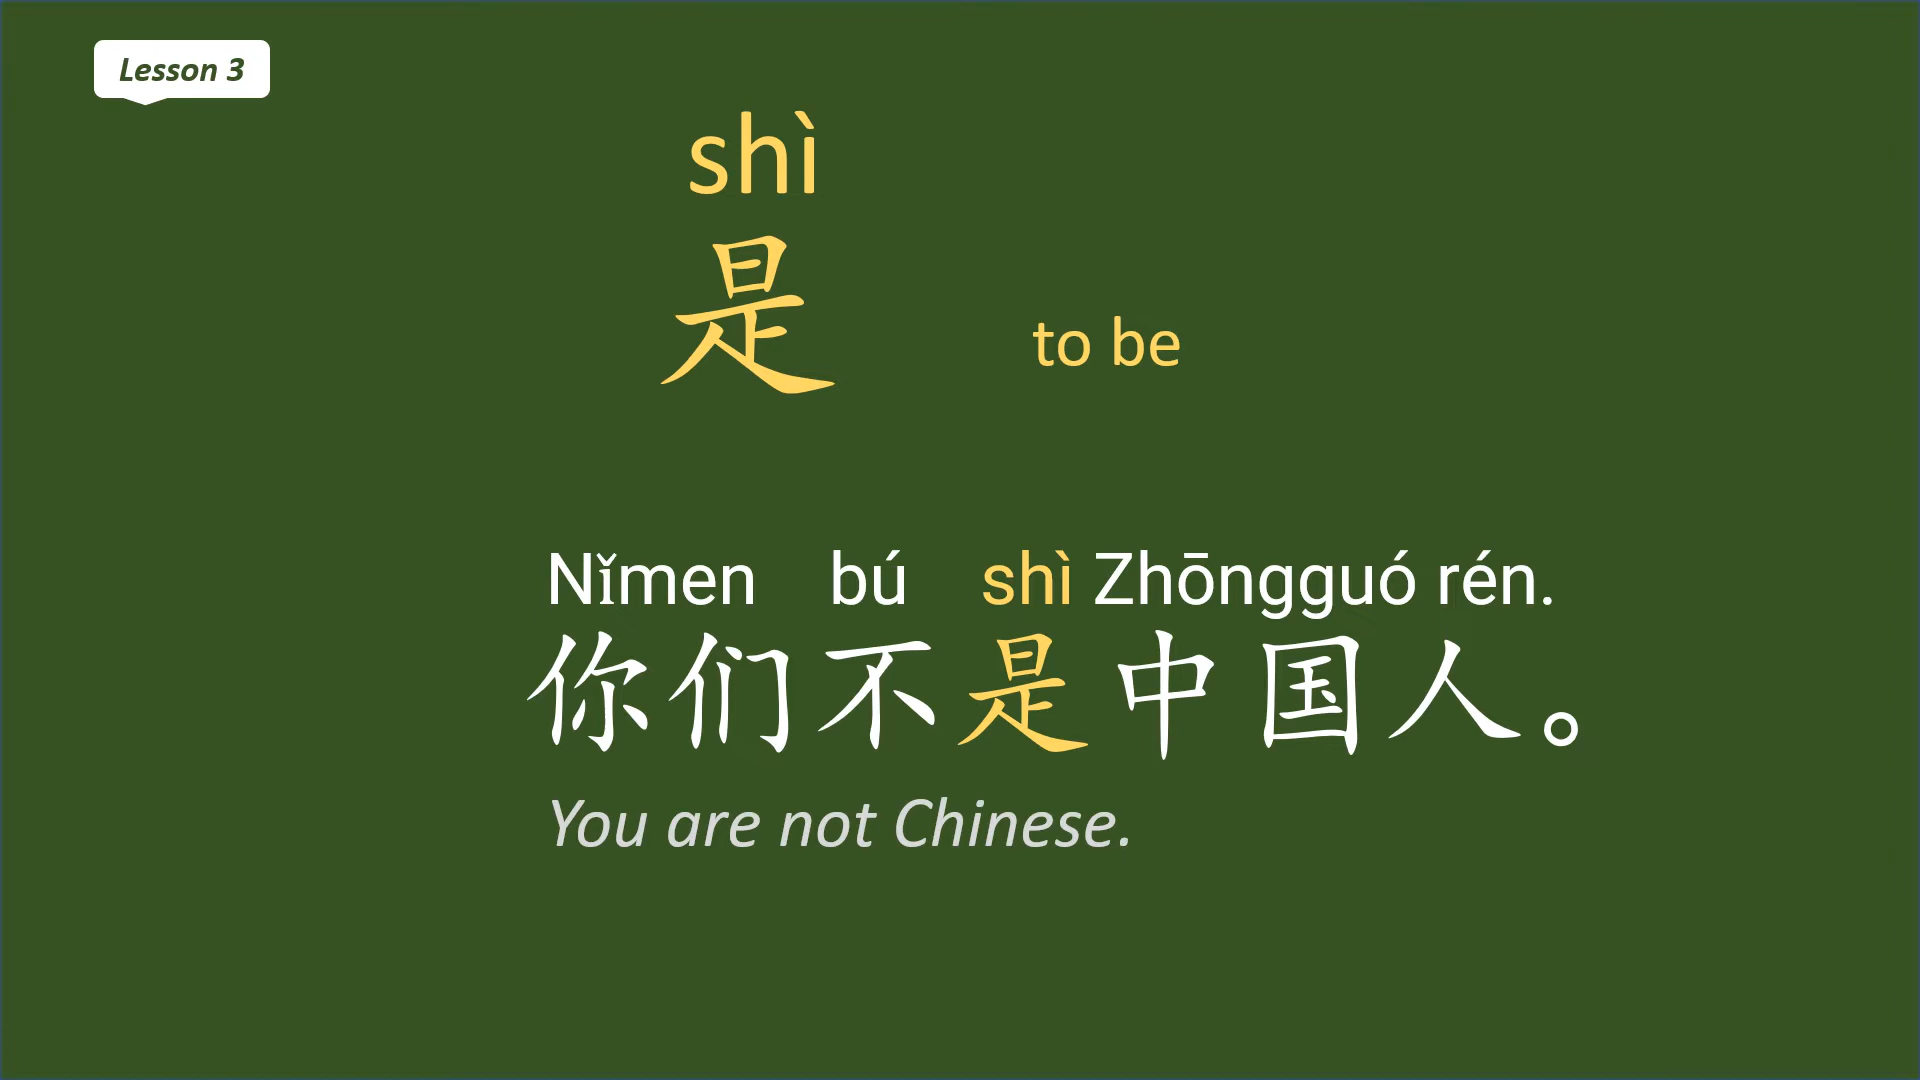 Lesson 3
shì
是
to be
Nǐmen bú shì Zhōngguó rén.
你们不是中国人。
You are not Chinese.